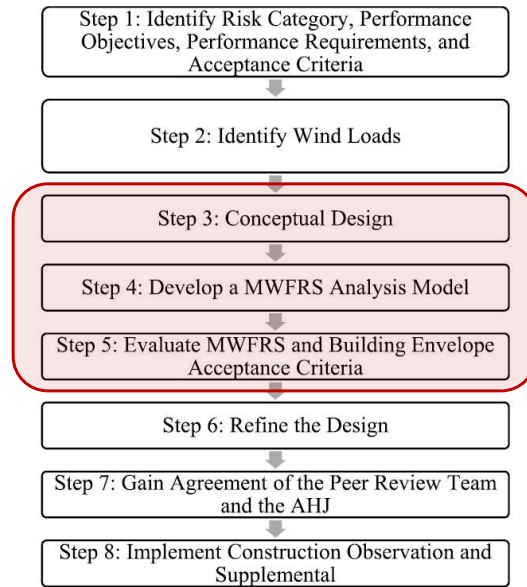 Step 1: Identify Risk Category, Performance
Objectives, Performance Requirements, and
Acceptance Criteria
Step 2: Identify Wind Loads
Step 3: Conceptual Design
Step 4: Develop a MWFRS Analysis Model
Step 5: Evaluate MWFRS and Building Envelope
Acceptance Criteria
Step 6: Refine the Design
Step 7: Gain Agreement of the Peer Review Team
and the AHJ
Step 8: Implement Construction Observation and
Supplemental